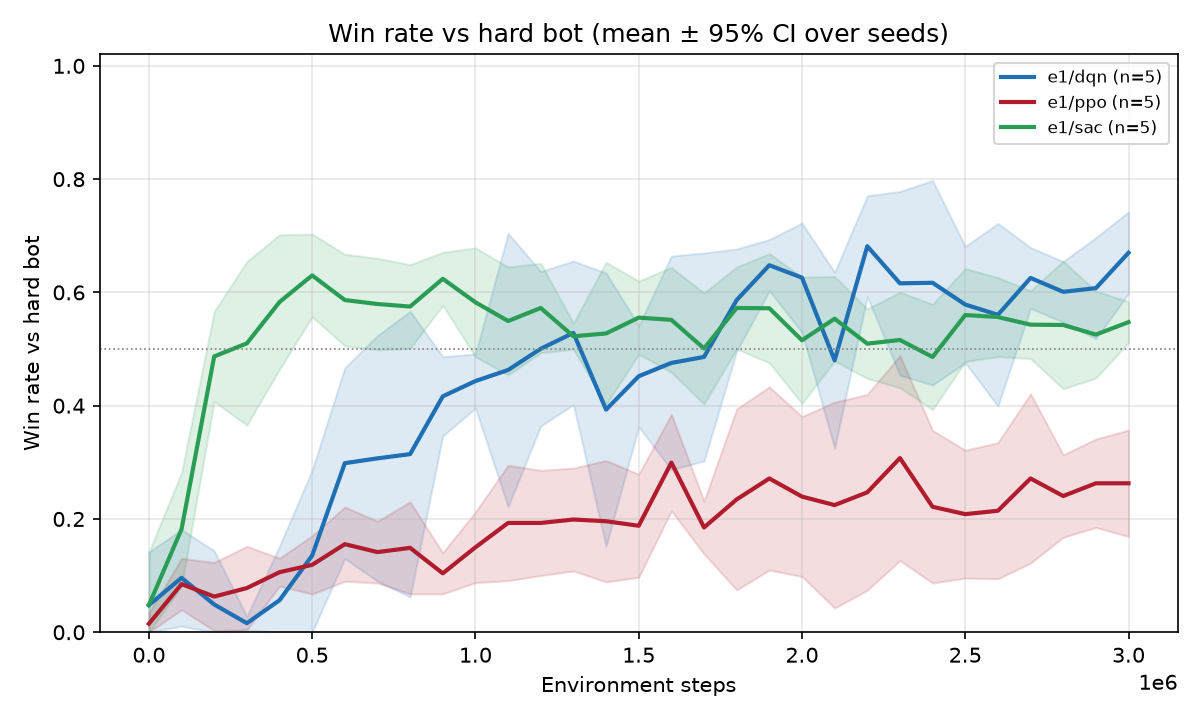 Win rate vs hard bot (mean ± 95% CI over seeds)
e1/dqn (n=5)
e1/ppo (n=5)
e1/sac (n=5)
Win rate vs hard bot
1.0
0.8
0.6
0.4
0.2
0.0
0.0 0.5 1.0 1.5 2.0 2.5 3.0
1e6
Environment steps